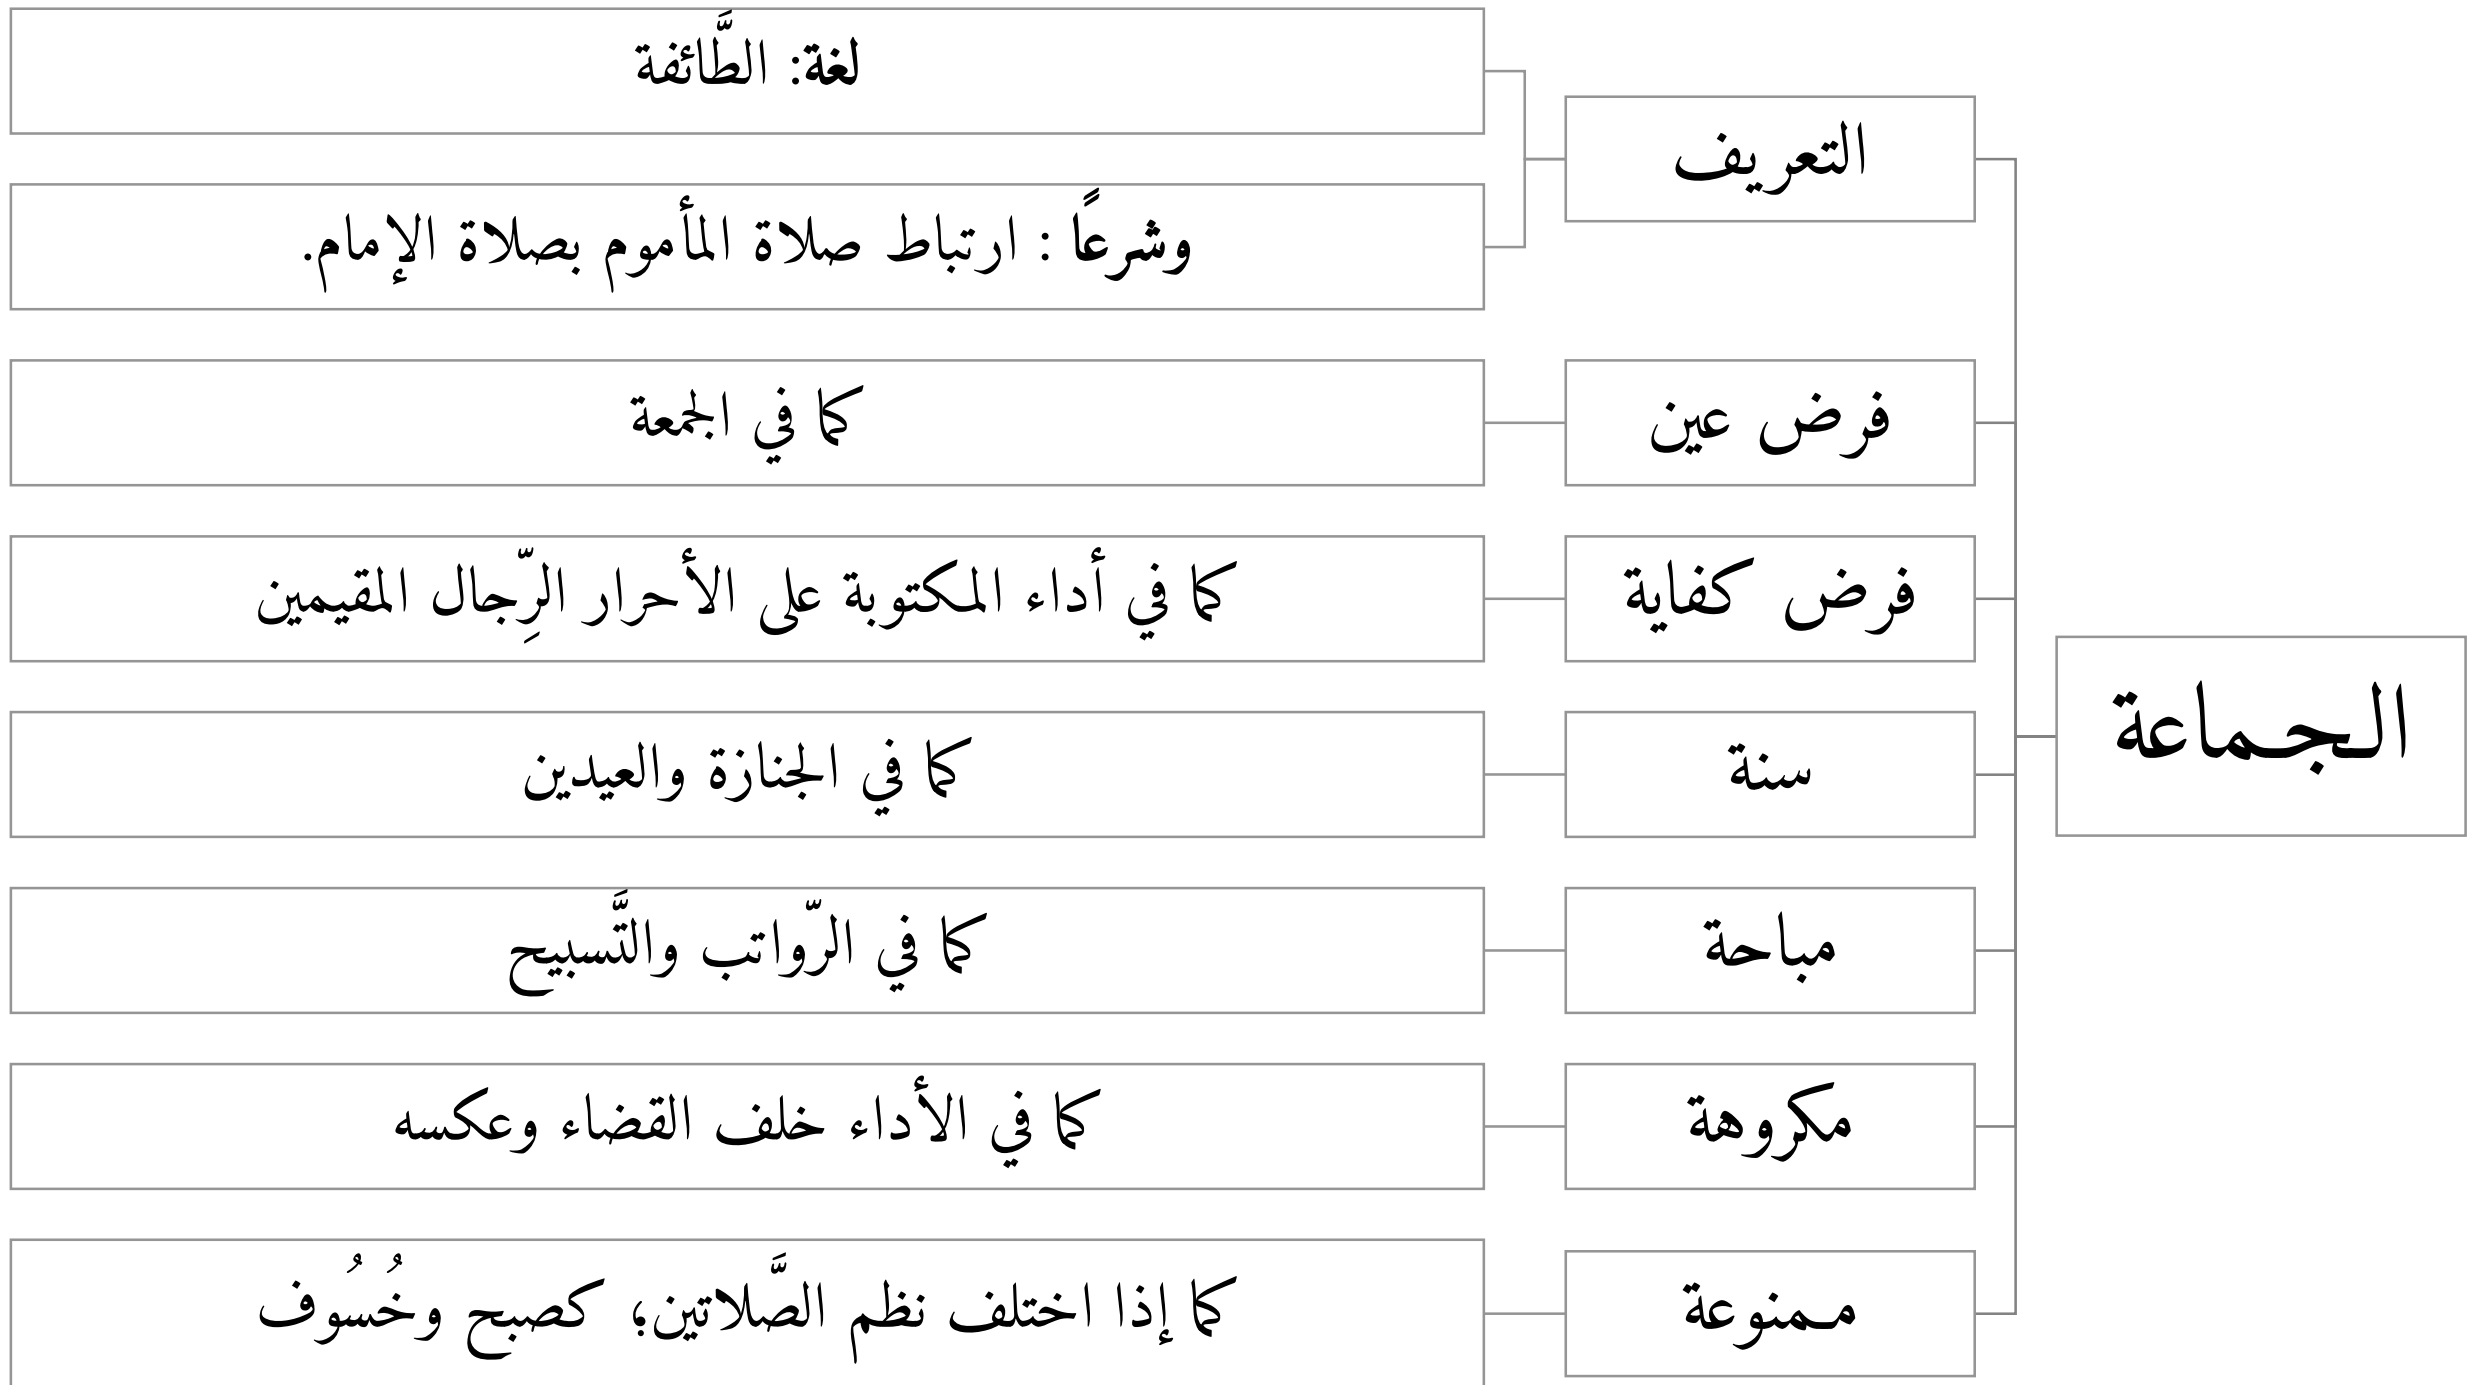 الجماعة
التعريف
لغة: الطَّائفة
وشرعًا : ارتباط صلاة المأموم بصلاة الإمام.
فرض عين
كما في الجمعة
فرض كفاية
كما في أداء المكتوبة على الأحرار الرِّجال المقيمين
سنة
كما في الجنازة والعيدين
مباحة
كما في الرّواتب والتَّسبيح
مكروهة
كما في الأداء خلف القضاء وعكسه
ممنوعة
كما إذا اختلف نظم الصَّلاتين؛ كصبح وخُسُوف